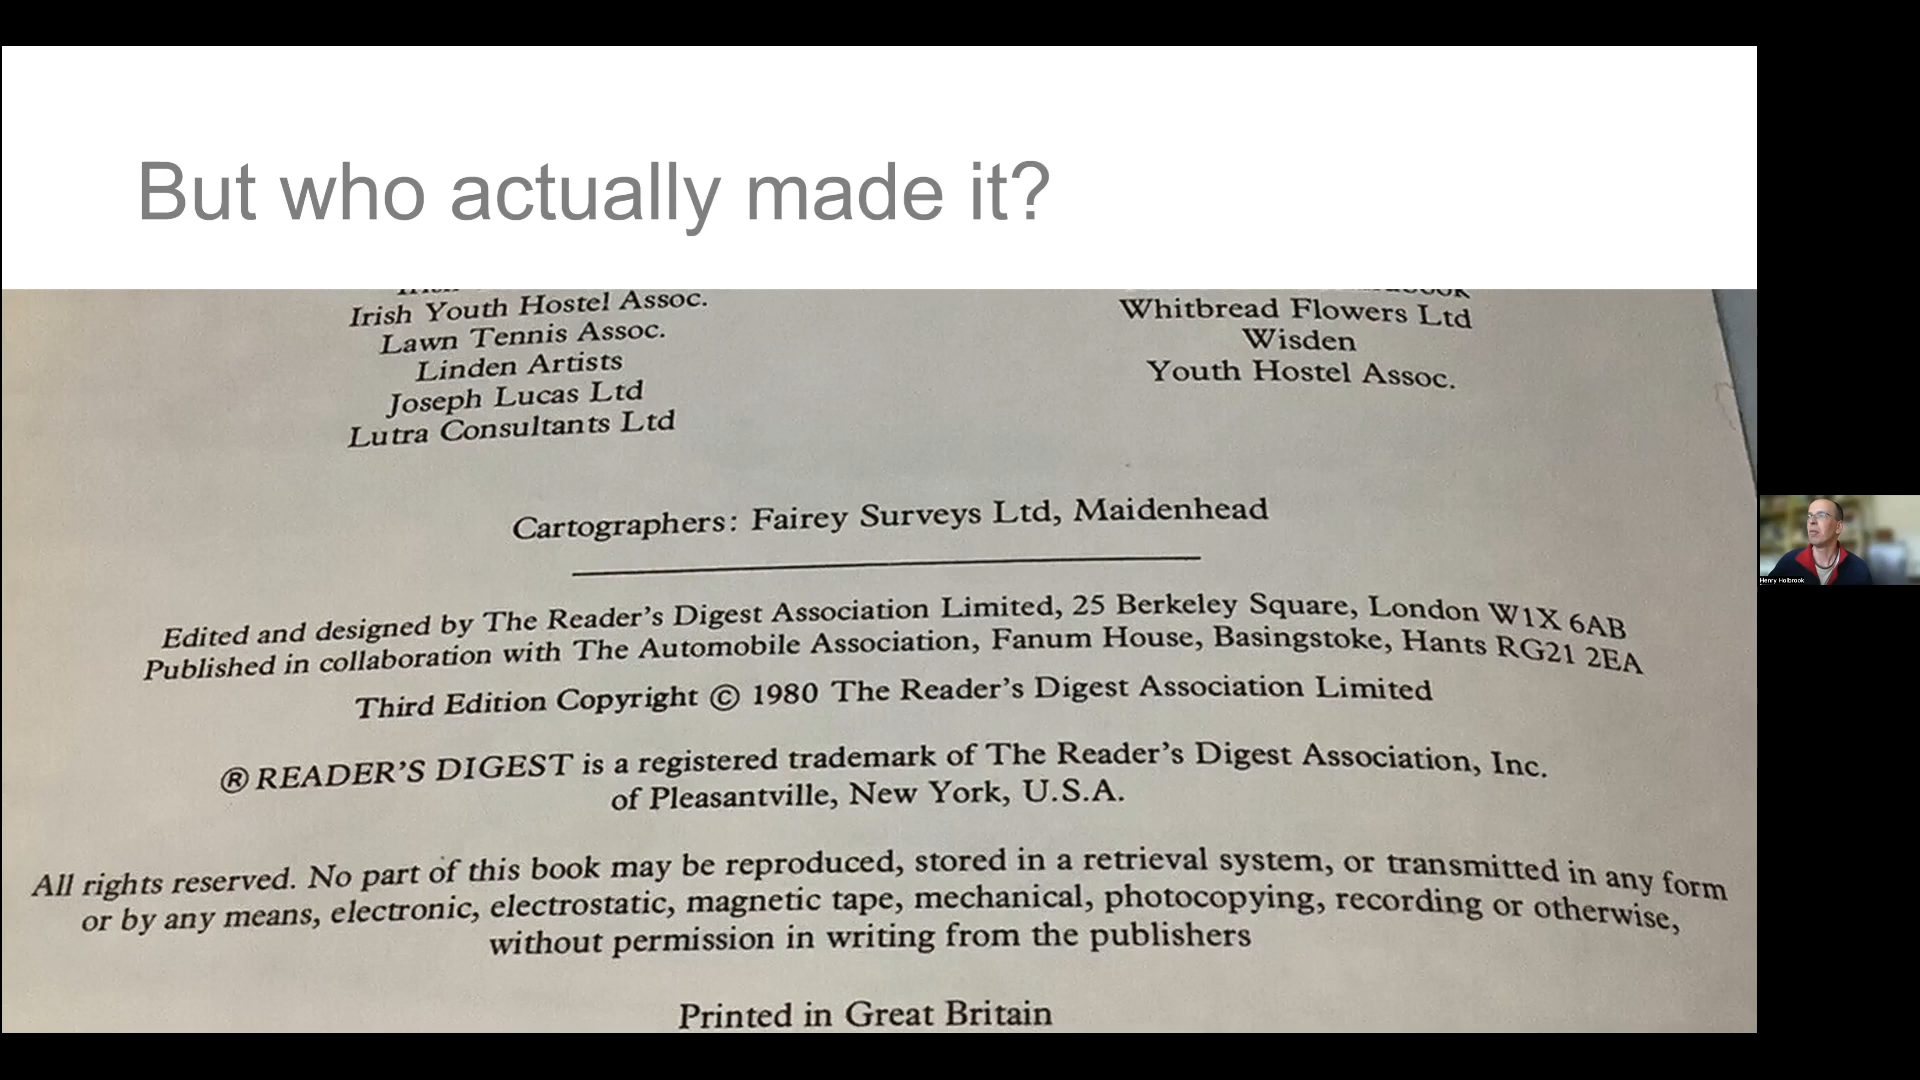 But who actually made it?
Irish Youth Hostel Assoc.
Lawn Tennis Assoc.
Linden Artists
Joseph Lucas Ltd
Lutra Consultants Ltd
Whitbread Flowers Ltd
Wisden
Youth Hostel Assoc.
Cartographers: Fairey Surveys Ltd, Maidenhead
Edited and designed by The Reader's Digest Association Limited, 25 Berkeley Square, London W1X 6AB
Published in collaboration with The Automobile Association, Fanum House, Basingstoke, Hants RG21 2EA
Third Edition Copyright © 1980 The Reader's Digest Association Limited
® READER'S DIGEST is a registered trademark of The Reader's Digest Association, Inc.
of Pleasantville, New York, U.S.A.
All rights reserved. No part of this book may be reproduced, stored in a retrieval system, or transmitted in any form
or by any means, electronic, electrostatic, magnetic tape, mechanical, photocopying, recording or otherwise,
without permission in writing from the publishers
Printed in Great Britain
Henry Holbrook